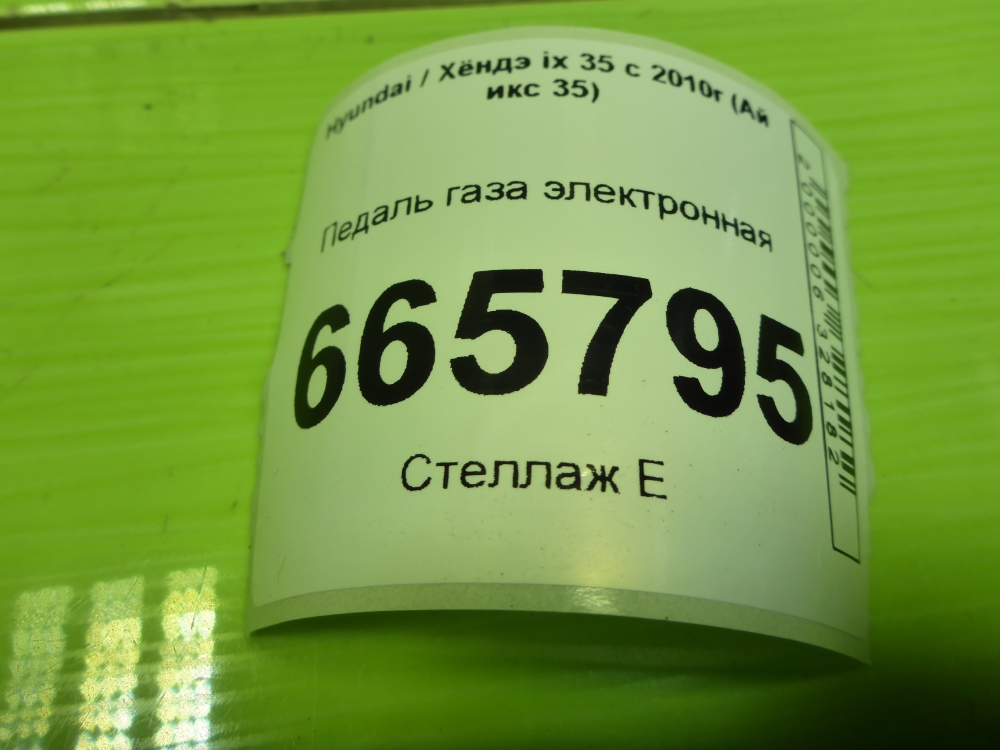 Hyundai / Хёндэ ix 35 с 2010г (Ай
икс 35)
Педаль газа электронная
665795
Стеллаж E
2000006328182